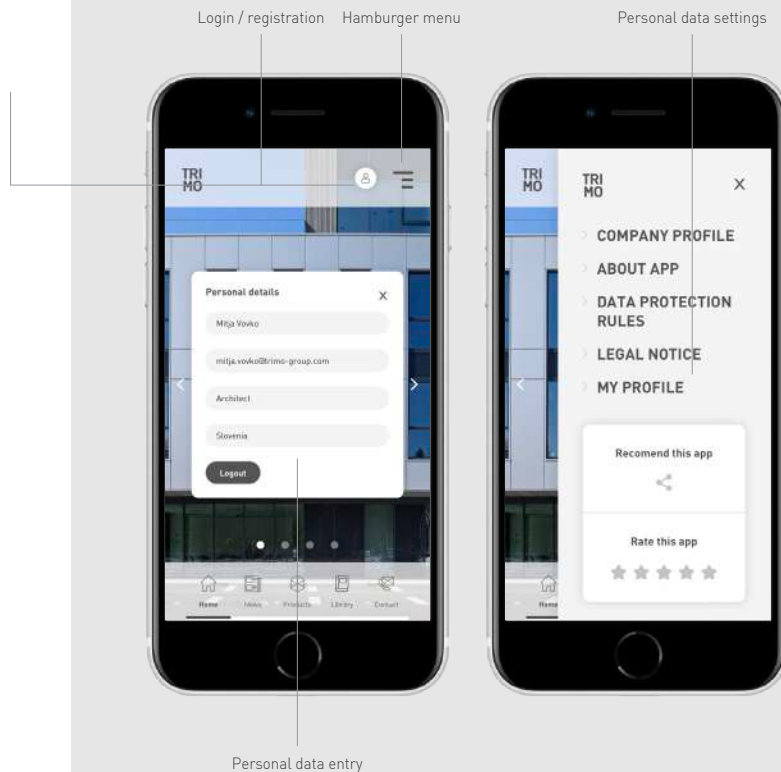 Login / registration
Hamburger menu
Personal data settings
TRI
MO
Personal details
X
Mitja Vovko
mitja.vovko@trimo-group.com
Architect
Slovenia
Logout
Home
News
Products
Library
Contact
TRI
MO
TRI
MO
X
COMPANY PROFILE
ABOUT APP
DATA PROTECTION
RULES
LEGAL NOTICE
MY PROFILE
Recomend this app
Rate this app
Home
Personal data entry